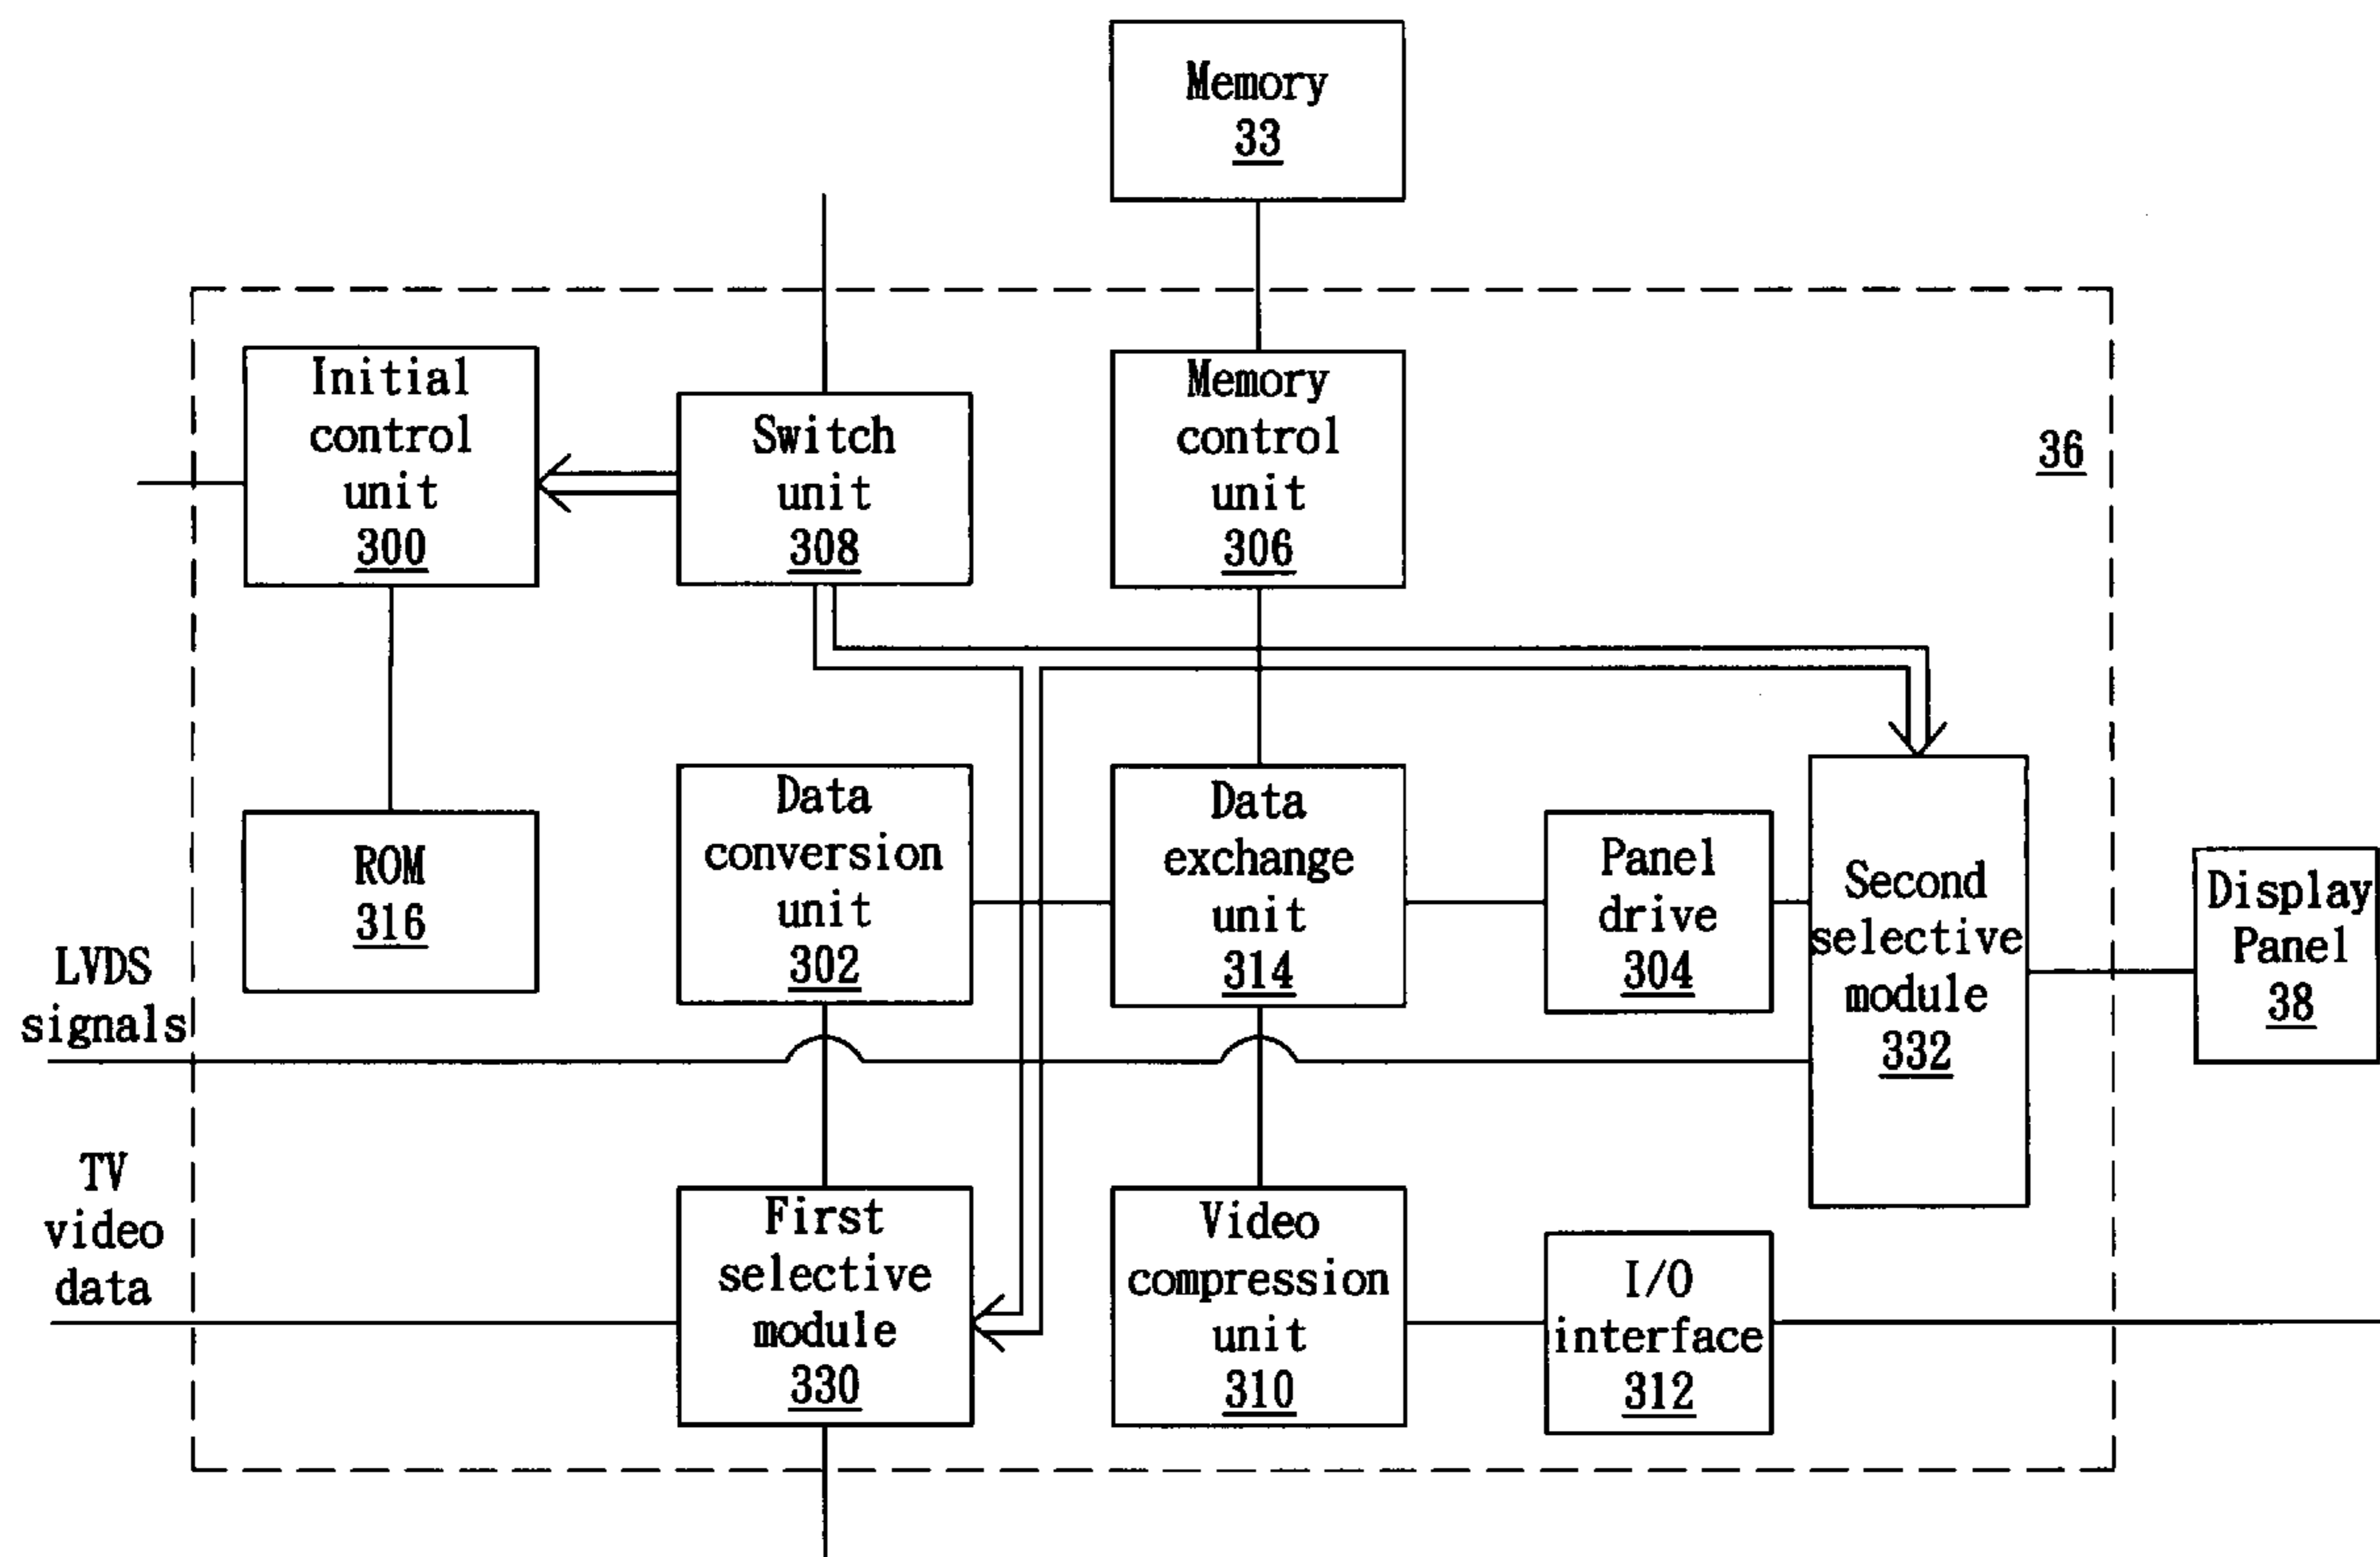 Memory
33
Initial
control
unit
300
Switch
unit
308
Memory
control
unit
306
36
ROM
316
Data
conversion
unit
302
Data
exchange
unit
314
Panel
drive
304
Second
selective
module
332
Display
Panel
38
LVDS
signals
TV
video
data
First
selective
module
330
Video
compression
unit
310
I/O
interface
312